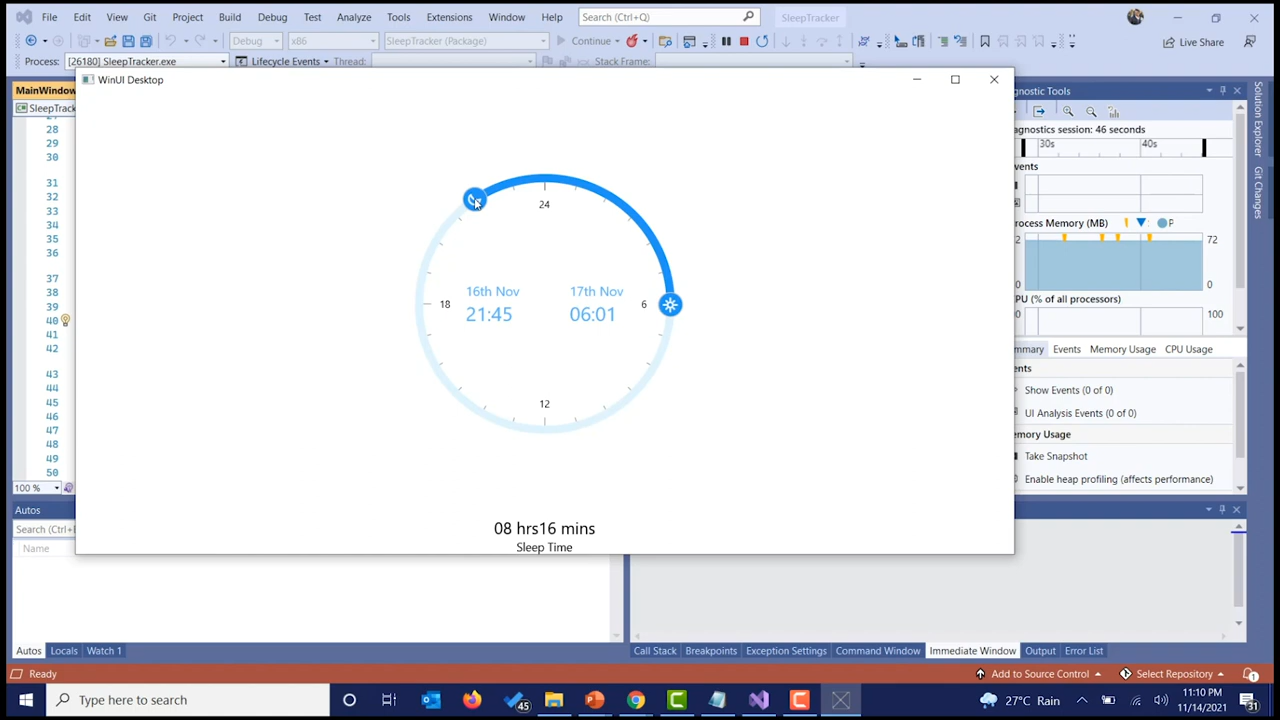 File Edit View Git Project Build Debug Test Analyze Tools Extensions Window Help Search (Ctrl+Q) SleepTracker
Debug x86 SleepTracker (Package) Continue Live Share
Process: [26180] SleepTracker.exe Lifecycle Events Thread: Stack Frame:
MainWindow
SleepTrack
WinUI Desktop
28
29
30
31
32
33
34
35
36
37
38
39
40
41
42
43
44
45
46
47
48
50
100 %
24
18
6
12
16th Nov
21:45
17th Nov
06:01
08 hrs16 mins
Sleep Time
gnostic Tools
agnostics session: 46 seconds
30s 40s
vents
rocess Memory (MB) P
2 72
0
PU (% of all processors)
100 100
mmary Events Memory Usage CPU Usage
ents
Show Events (0 of 0)
UI Analysis Events (0 of 0)
emory Usage
Take Snapshot
Enable heap profiling (affects performance)
Solution Explorer
Git Changes
Autos
Search (Ctrl+
Name
Autos Locals Watch 1
Call Stack Breakpoints Exception Settings Command Window Immediate Window Output Error List
Ready Add to Source Control Select Repository 1
Type here to search 45 27°C Rain 11:10 PM
11/14/2021 31